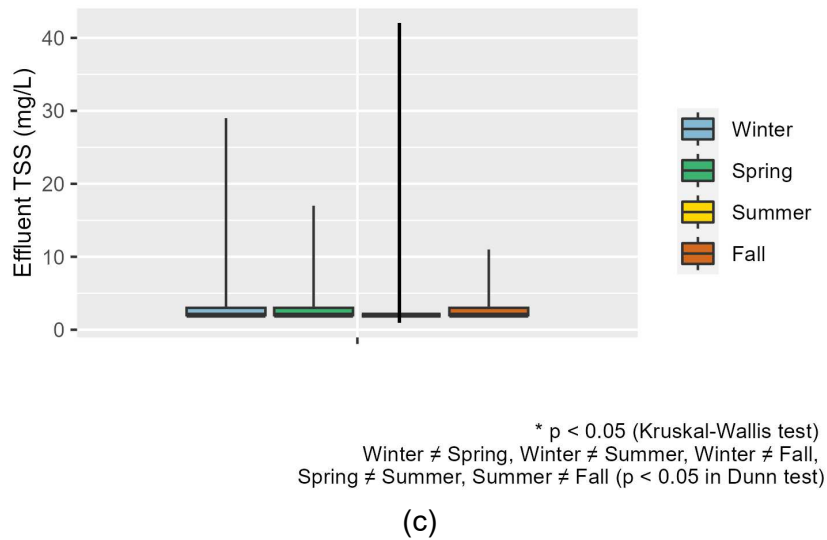 40
30
20
10
0
Effluent TSS (mg/L)
Winter
Spring
Summer
Fall
* p < 0.05 (Kruskal-Wallis test)
Winter ≠ Spring, Winter ≠ Summer, Winter ≠ Fall,
Spring ≠ Summer, Summer ≠ Fall (p < 0.05 in Dunn test)
(c)